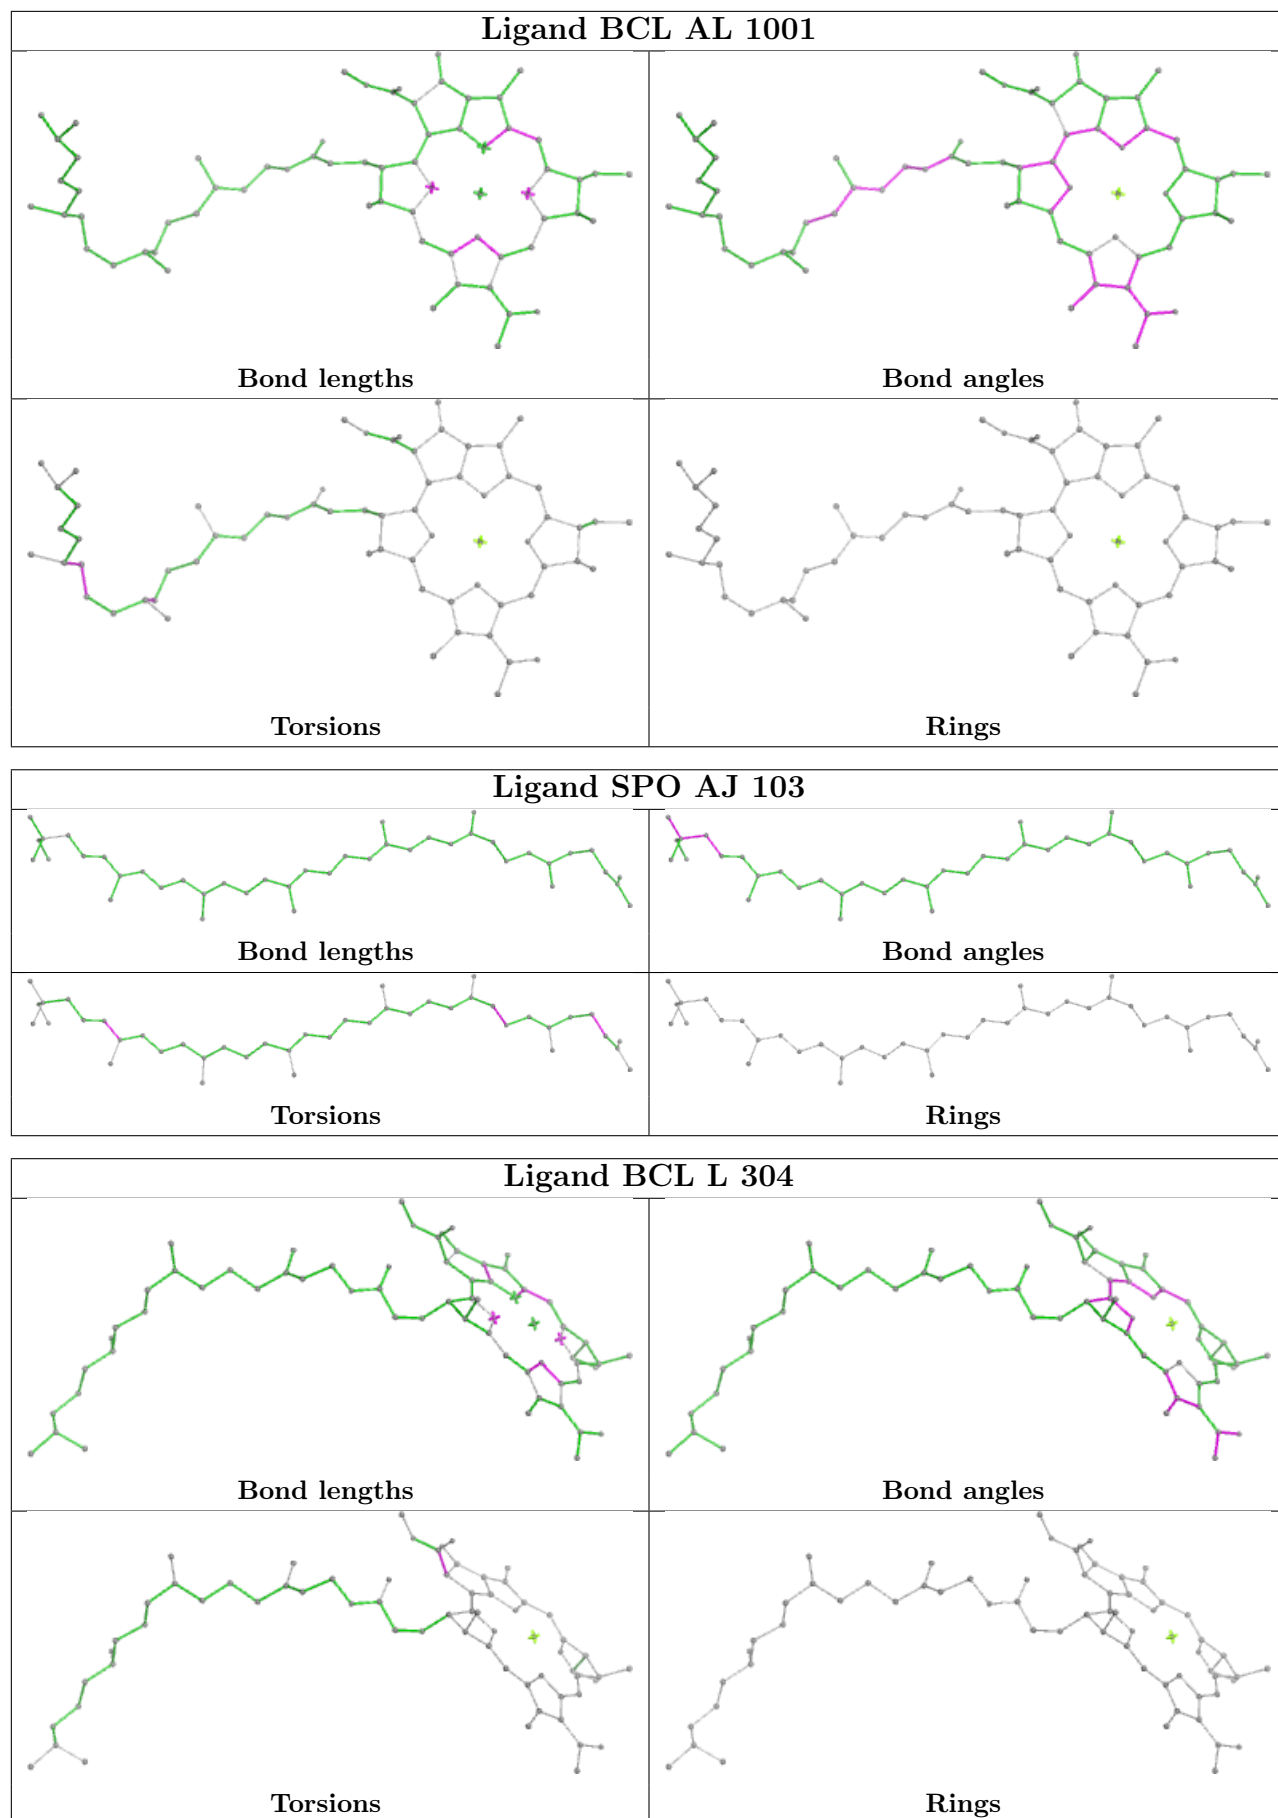 Ligand BCL AL 1001
Bond lengths
Bond angles
Torsions
Rings
Ligand SPO AJ 103
Bond lengths
Bond angles
Torsions
Rings
Ligand BCL L 304
Bond lengths
Bond angles
Torsions
Rings